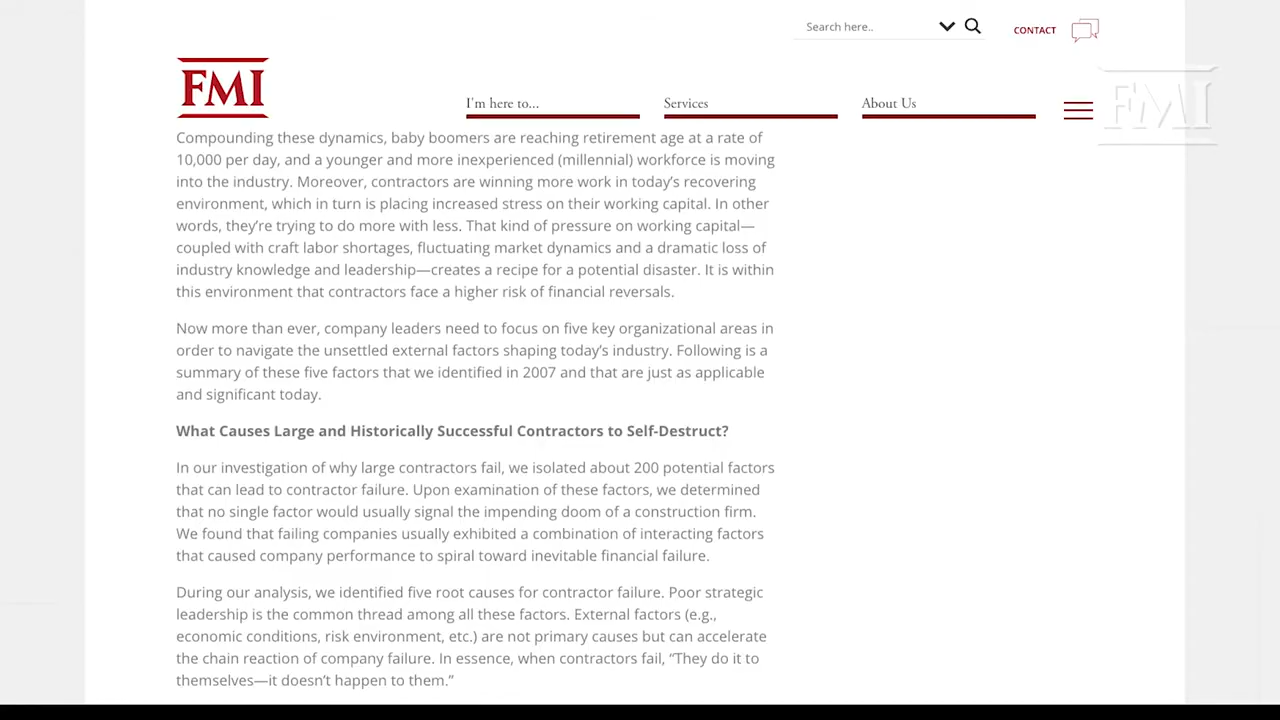 Search here..
CONTACT
FMI
I'm here to...
Services
About Us
FMI
Compounding these dynamics, baby boomers are reaching retirement age at a rate of
10,000 per day, and a younger and more inexperienced (millennial) workforce is moving
into the industry. Moreover, contractors are winning more work in today’s recovering
environment, which in turn is placing increased stress on their working capital. In other
words, they’re trying to do more with less. That kind of pressure on working capital—
coupled with craft labor shortages, fluctuating market dynamics and a dramatic loss of
industry knowledge and leadership—creates a recipe for a potential disaster. It is within
this environment that contractors face a higher risk of financial reversals.
Now more than ever, company leaders need to focus on five key organizational areas in
order to navigate the unsettled external factors shaping today’s industry. Following is a
summary of these five factors that we identified in 2007 and that are just as applicable
and significant today.
What Causes Large and Historically Successful Contractors to Self-Destruct?
In our investigation of why large contractors fail, we isolated about 200 potential factors
that can lead to contractor failure. Upon examination of these factors, we determined
that no single factor would usually signal the impending doom of a construction firm.
We found that failing companies usually exhibited a combination of interacting factors
that caused company performance to spiral toward inevitable financial failure.
During our analysis, we identified five root causes for contractor failure. Poor strategic
leadership is the common thread among all these factors. External factors (e.g.,
economic conditions, risk environment, etc.) are not primary causes but can accelerate
the chain reaction of company failure. In essence, when contractors fail, “They do it to
themselves—it doesn’t happen to them.”